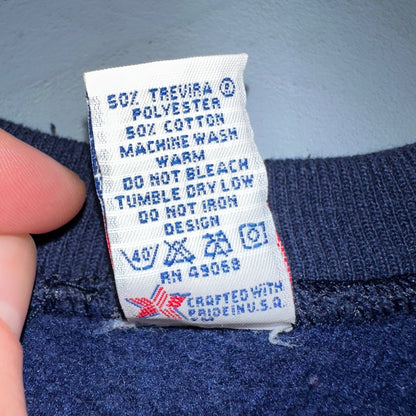 50% TREVIRA ®
POLYESTER
50% COTTON
MACHINE WASH
WARM
DO NOT BLEACH
TUMBLE DRY LOW
DO NOT IRON
DESIGN
40°
RN 49068
CRAFTED WITH
PRIDE IN U.S.A.